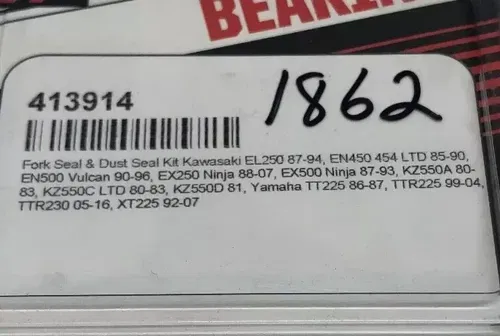 BEARIN
413914
1862
Fork Seal & Dust Seal Kit Kawasaki EL250 87-94, EN450 454 LTD 85-90,
EN500 Vulcan 90-96, EX250 Ninja 88-07, EX500 Ninja 87-93, KZ550A 80-
83, KZ550C LTD 80-83, KZ550D 81, Yamaha TT225 86-87, TTR225 99-04,
TTR230 05-16, XT225 92-07